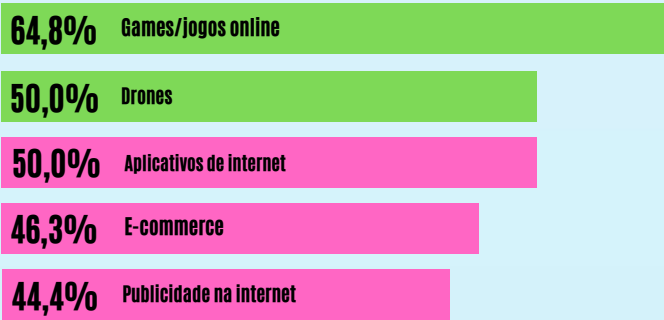 64,8% Games/jogos online
50,0% Drones
50,0% Aplicativos de internet
46,3% E-commerce
44,4% Publicidade na internet